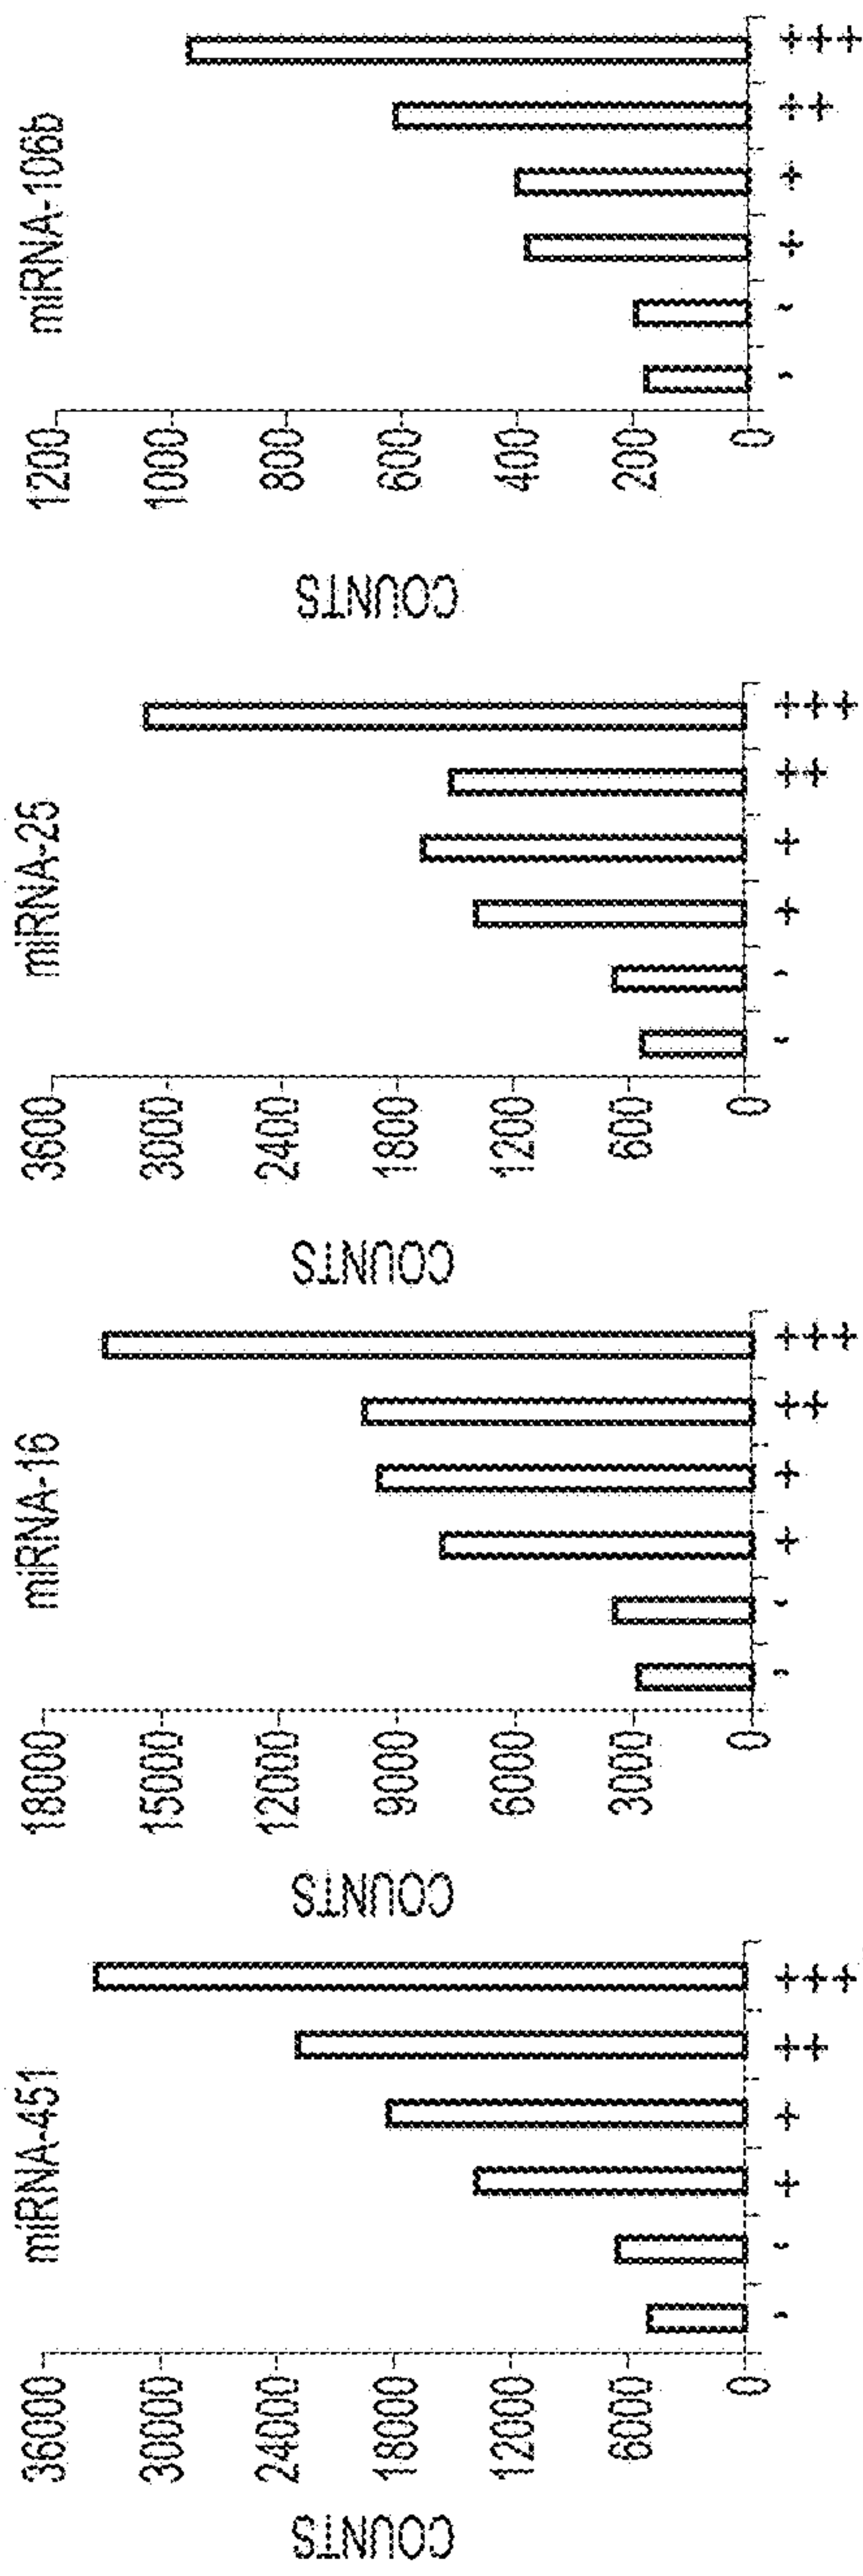 miRNA-451
COUNTS
36000
30000
24000
18000
12000
6000
0
- - + + ++ +++
miRNA-16
COUNTS
18000
15000
12000
9000
6000
3000
0
- - + + ++ +++
miRNA-25
COUNTS
3600
3000
2400
1800
1200
600
0
- - + + ++ +++
miRNA-106b
COUNTS
1200
1000
800
600
400
200
0
- - + + ++ +++